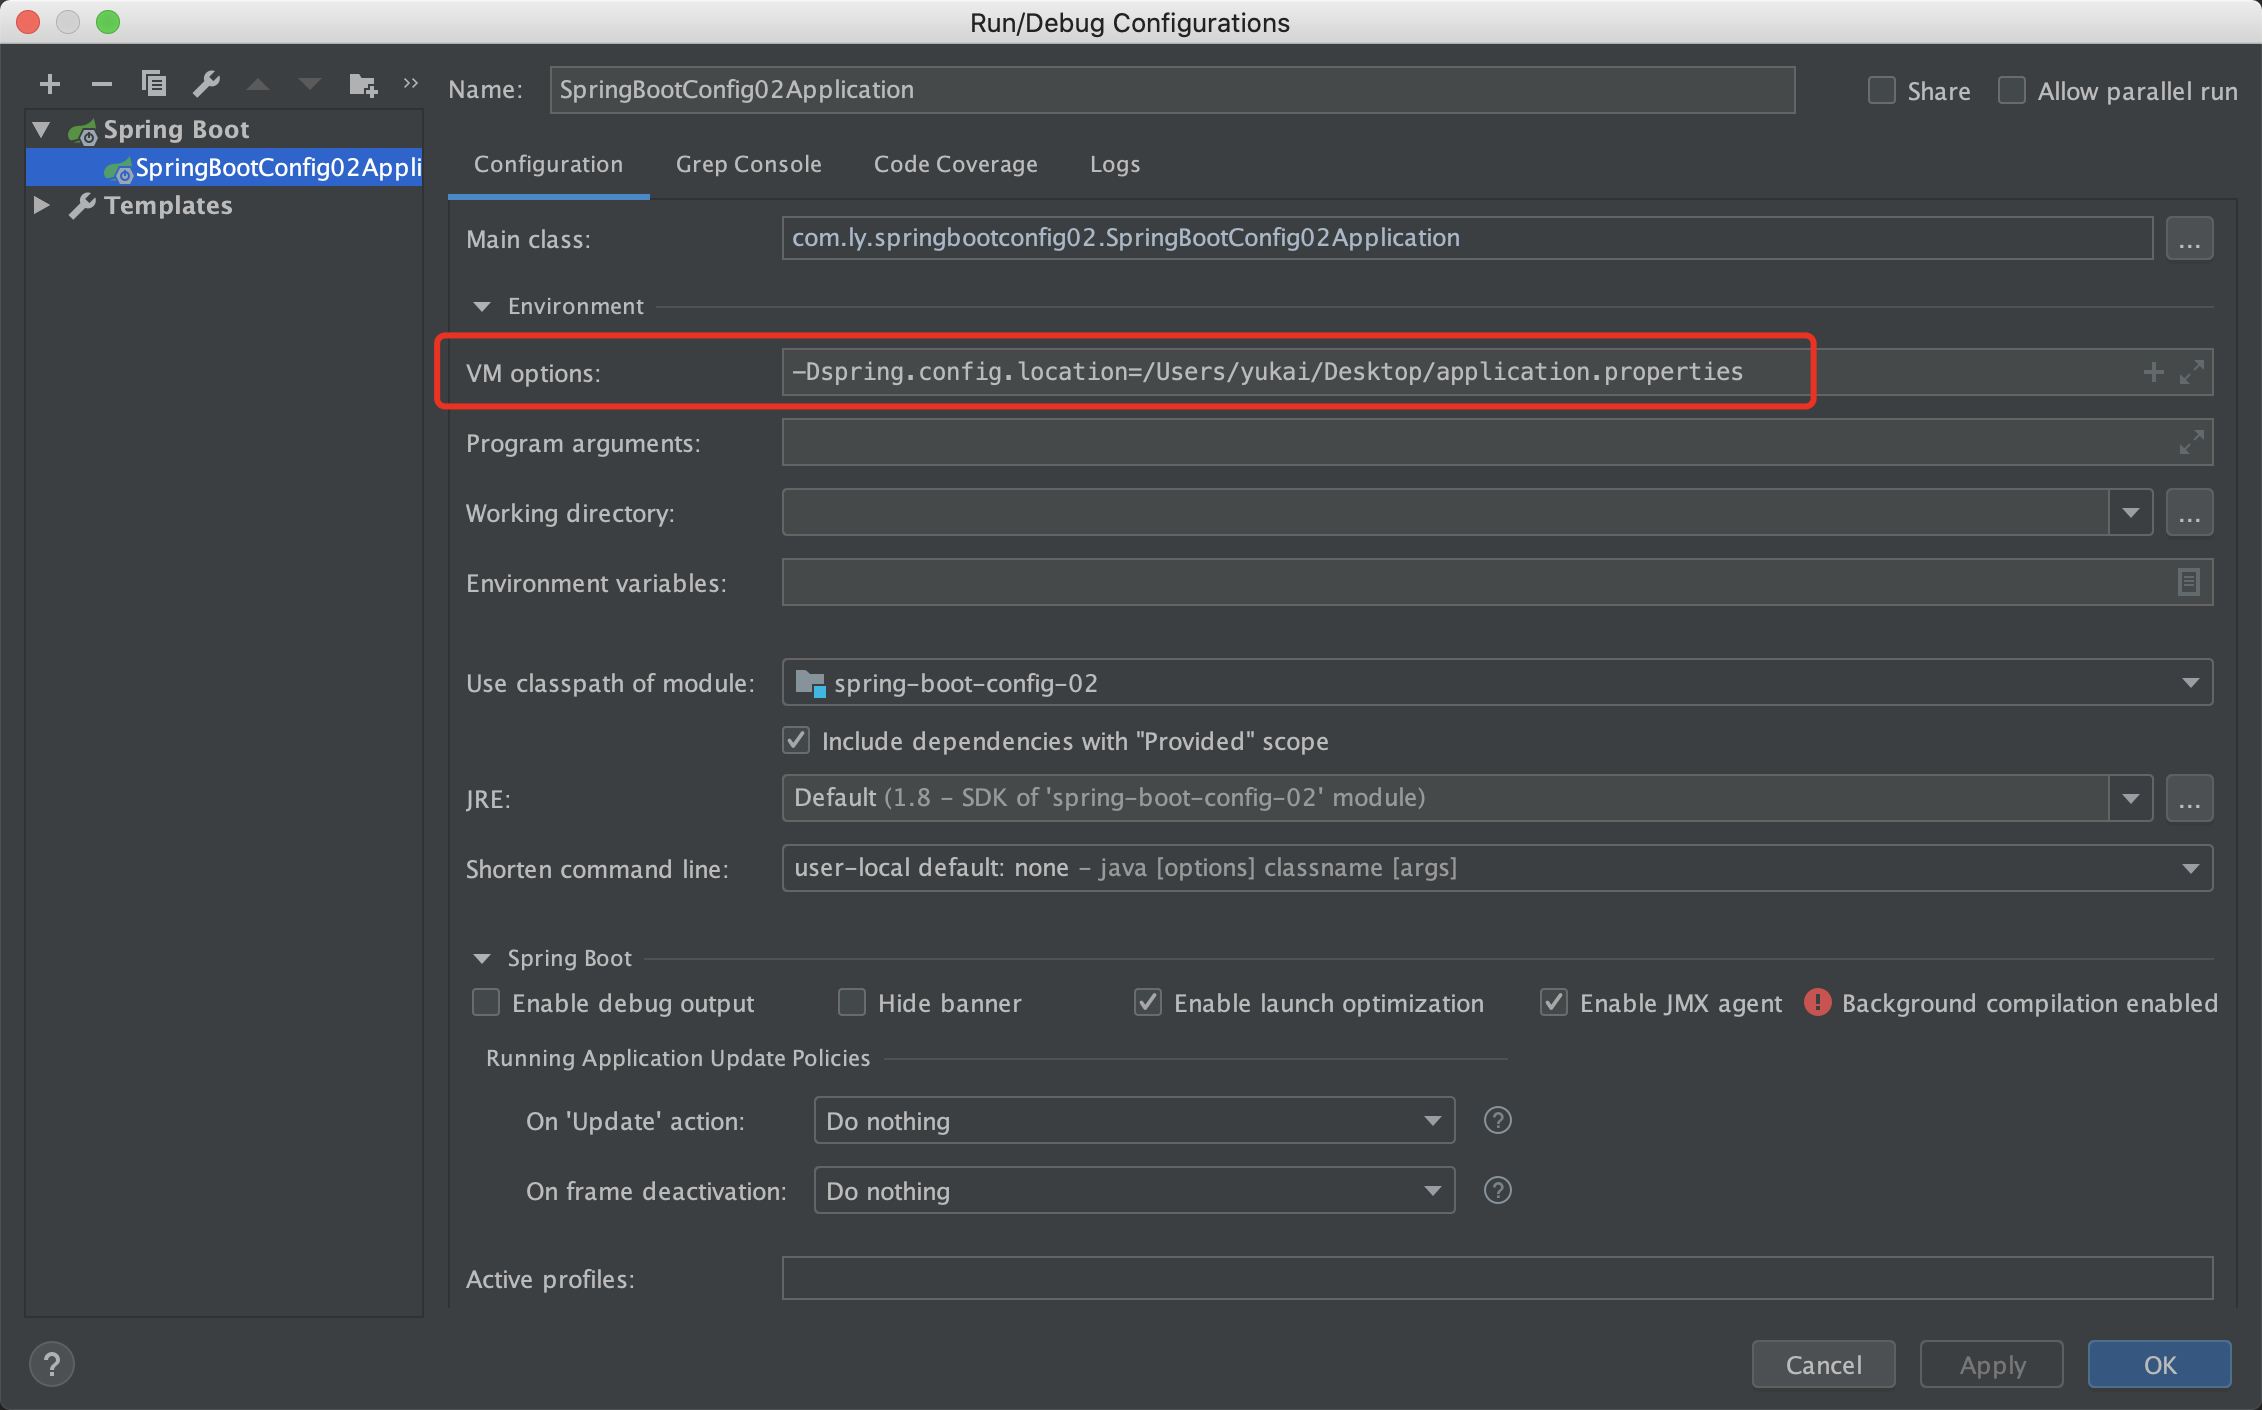 Run/Debug Configurations
Name: SpringBootConfig02Application
Share
Allow parallel run
Spring Boot
SpringBootConfig02Appli
Templates
Configuration Grep Console Code Coverage Logs
Main class: com.ly.springbootconfig02.SpringBootConfig02Application ...
Environment
VM options: -Dspring.config.location=/Users/yukai/Desktop/application.properties
Program arguments:
Working directory: ...
Environment variables:
Use classpath of module: spring-boot-config-02
Include dependencies with "Provided" scope
JRE: Default (1.8 - SDK of 'spring-boot-config-02' module) ...
Shorten command line: user-local default: none - java [options] classname [args]
Spring Boot
Enable debug output Hide banner Enable launch optimization Enable JMX agent Background compilation enabled
Running Application Update Policies
On 'Update' action: Do nothing ?
On frame deactivation: Do nothing ?
Active profiles:
? Cancel Apply OK